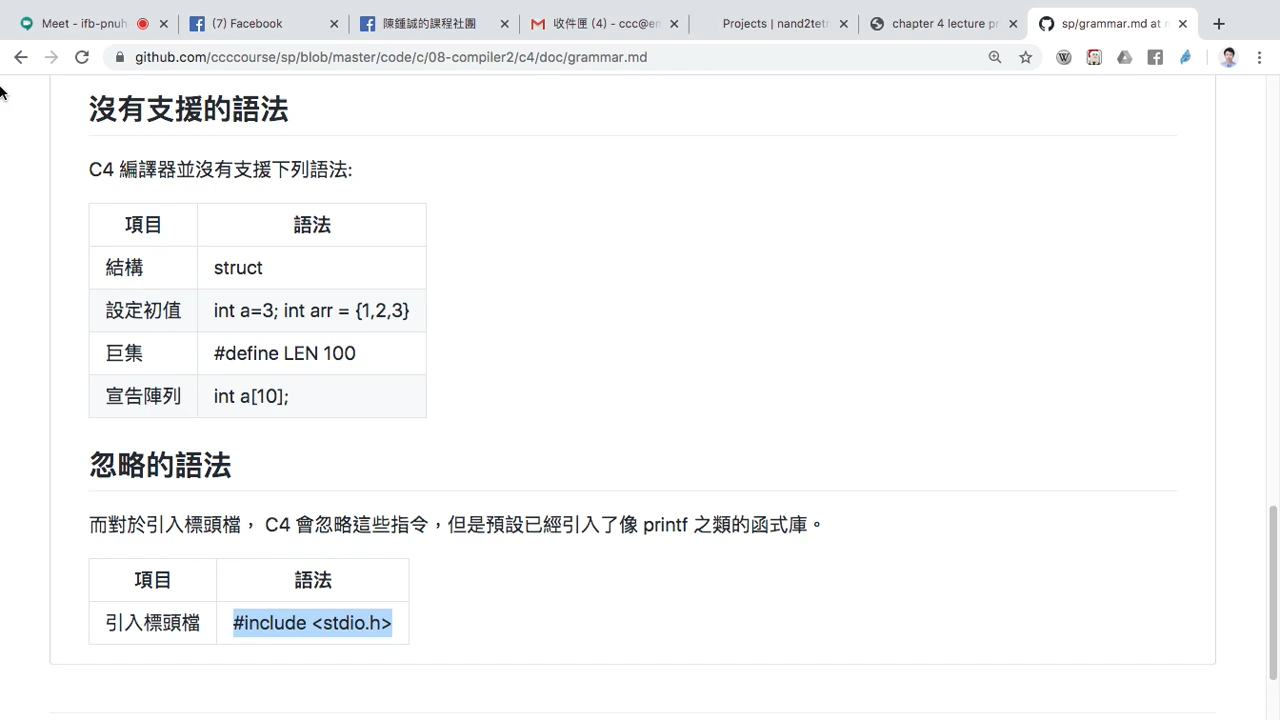 Meet - ifb-pnuh
(7) Facebook
陳鍾誠的課程社團
收件匣 (4) - ccc@en
Projects | nand2tetr
chapter 4 lecture pr
sp/grammar.md at m
github.com/ccccourse/sp/blob/master/code/c/08-compiler2/c4/doc/grammar.md
沒有支援的語法
C4 編譯器並沒有支援下列語法:
項目 語法
結構 struct
設定初值 int a=3; int arr = {1,2,3}
巨集 #define LEN 100
宣告陣列 int a[10];
忽略的語法
而對於引入標頭檔， C4 會忽略這些指令，但是預設已經引入了像 printf 之類的函式庫。
項目 語法
引入標頭檔 #include <stdio.h>